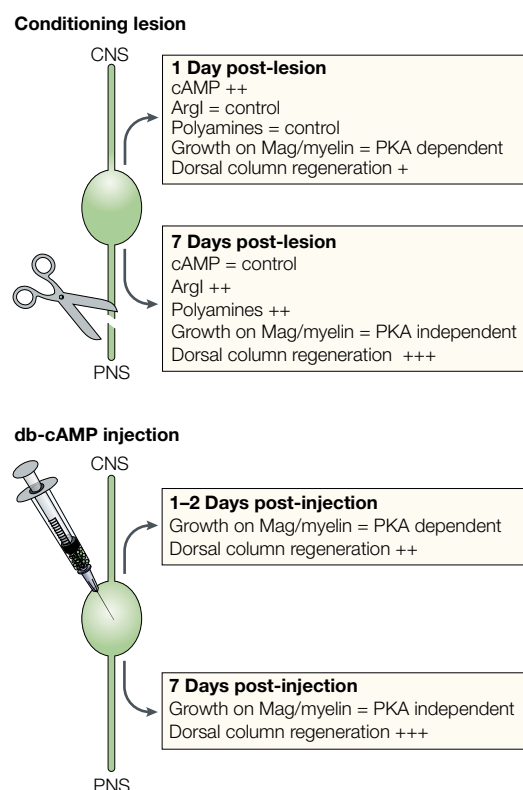 Conditioning lesion
CNS
1 Day post-lesion
cAMP ++
ArgI = control
Polyamines = control
Growth on Mag/myelin = PKA dependent
Dorsal column regeneration +
7 Days post-lesion
cAMP = control
ArgI ++
Polyamines ++
Growth on Mag/myelin = PKA independent
Dorsal column regeneration +++
PNS
db-cAMP injection
CNS
1–2 Days post-injection
Growth on Mag/myelin = PKA dependent
Dorsal column regeneration ++
7 Days post-injection
Growth on Mag/myelin = PKA independent
Dorsal column regeneration +++
PNS